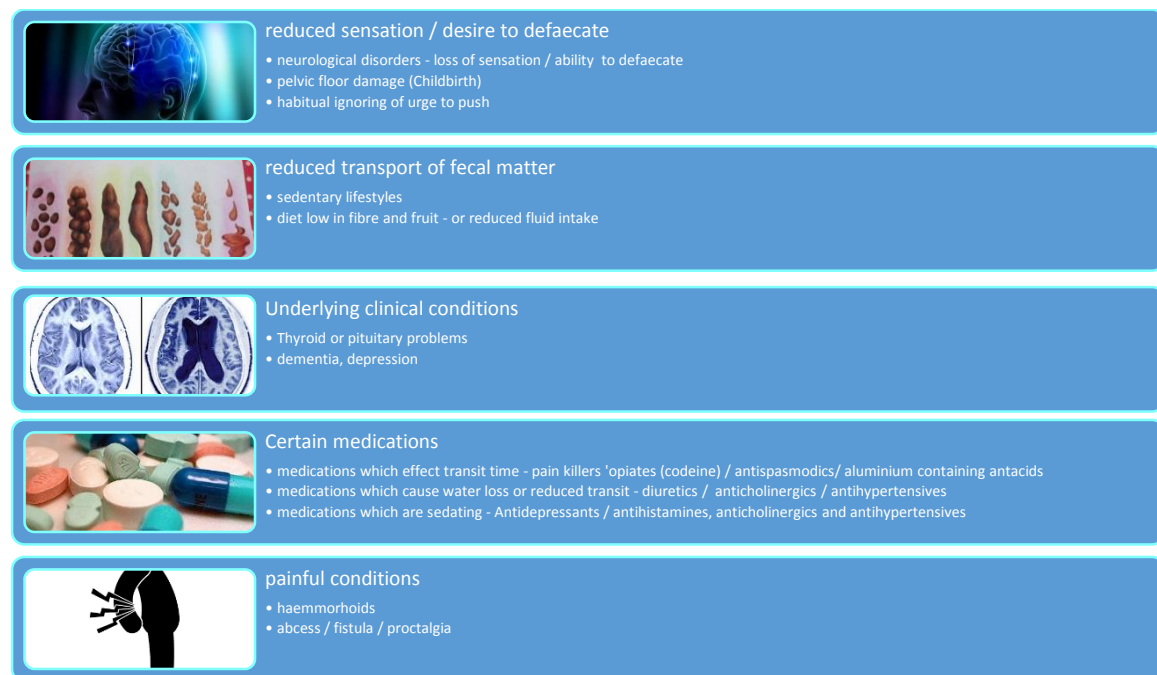 reduced sensation / desire to defaecate
• neurological disorders - loss of sensation / ability to defaecate
• pelvic floor damage (Childbirth)
• habitual ignoring of urge to push
reduced transport of fecal matter
• sedentary lifestyles
• diet low in fibre and fruit - or reduced fluid intake
Underlying clinical conditions
• Thyroid or pituitary problems
• dementia, depression
Certain medications
• medications which effect transit time - pain killers 'opiates (codeine) / antispasmodics/ aluminium containing antacids
• medications which cause water loss or reduced transit - diuretics / anticholinergics / antihypertensives
• medications which are sedating - Antidepressants / antihistamines, anticholinergics and antihypertensives
painful conditions
• haemmorhoids
• abcess / fistula / proctalgia